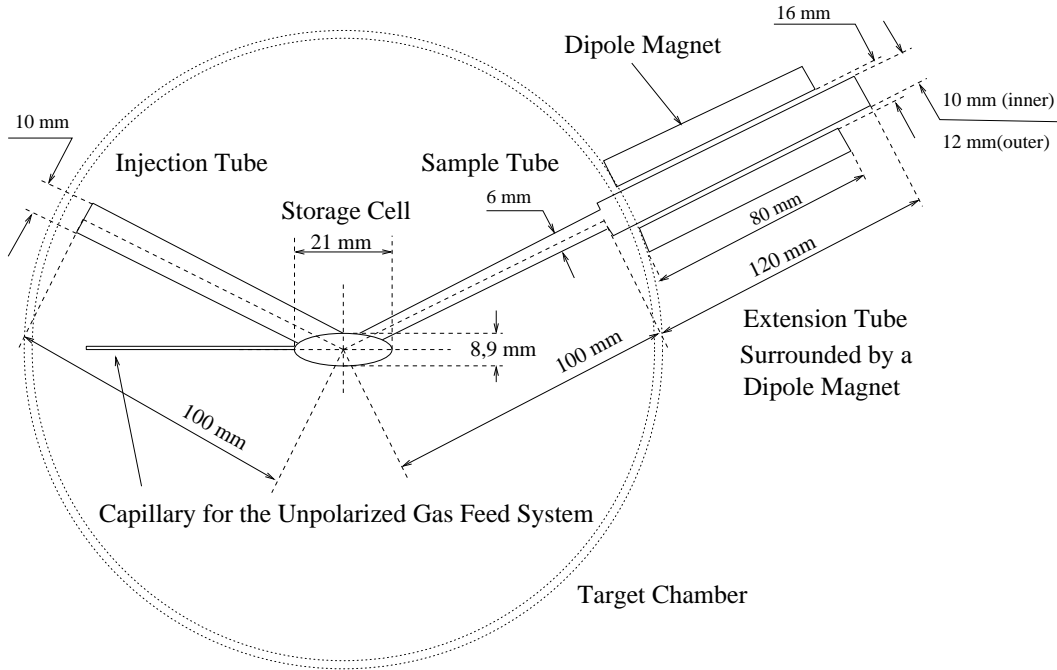 16 mm
Dipole Magnet
10 mm (inner)
12 mm(outer)
10 mm
Injection Tube
Sample Tube
6 mm
Storage Cell
21 mm
80 mm
120 mm
8,9 mm
100 mm
Extension Tube
Surrounded by a
Dipole Magnet
100 mm
Capillary for the Unpolarized Gas Feed System
Target Chamber